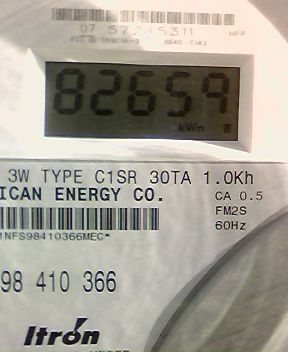 82659
kWh
3W TYPE C1SR 30TA 1.0Kh
ICAN ENERGY CO.
CA 0.5
FM2S
60Hz
1NFS98410366MEC*
98 410 366
Itron